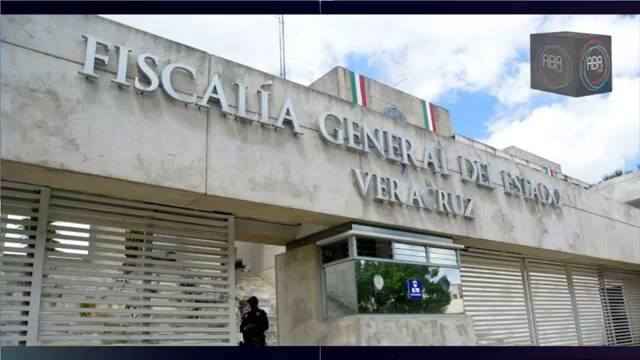 FISCALÍA GENERAL DEL ESTADO
VERACRUZ
ABA
ABA